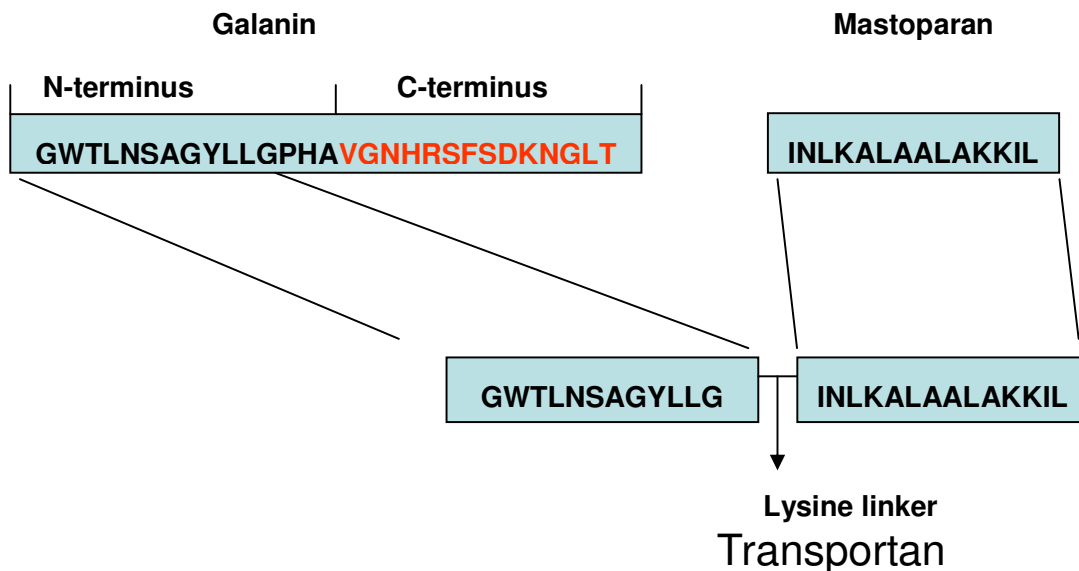 Galanin Mastoparan
N-terminus C-terminus
GWTLNSAGYLLGPHAVGNHRSFSDKNGLT INLKALAALAKKIL
GWTLNSAGYLLG INLKALAALAKKIL
Lysine linker
Transportan